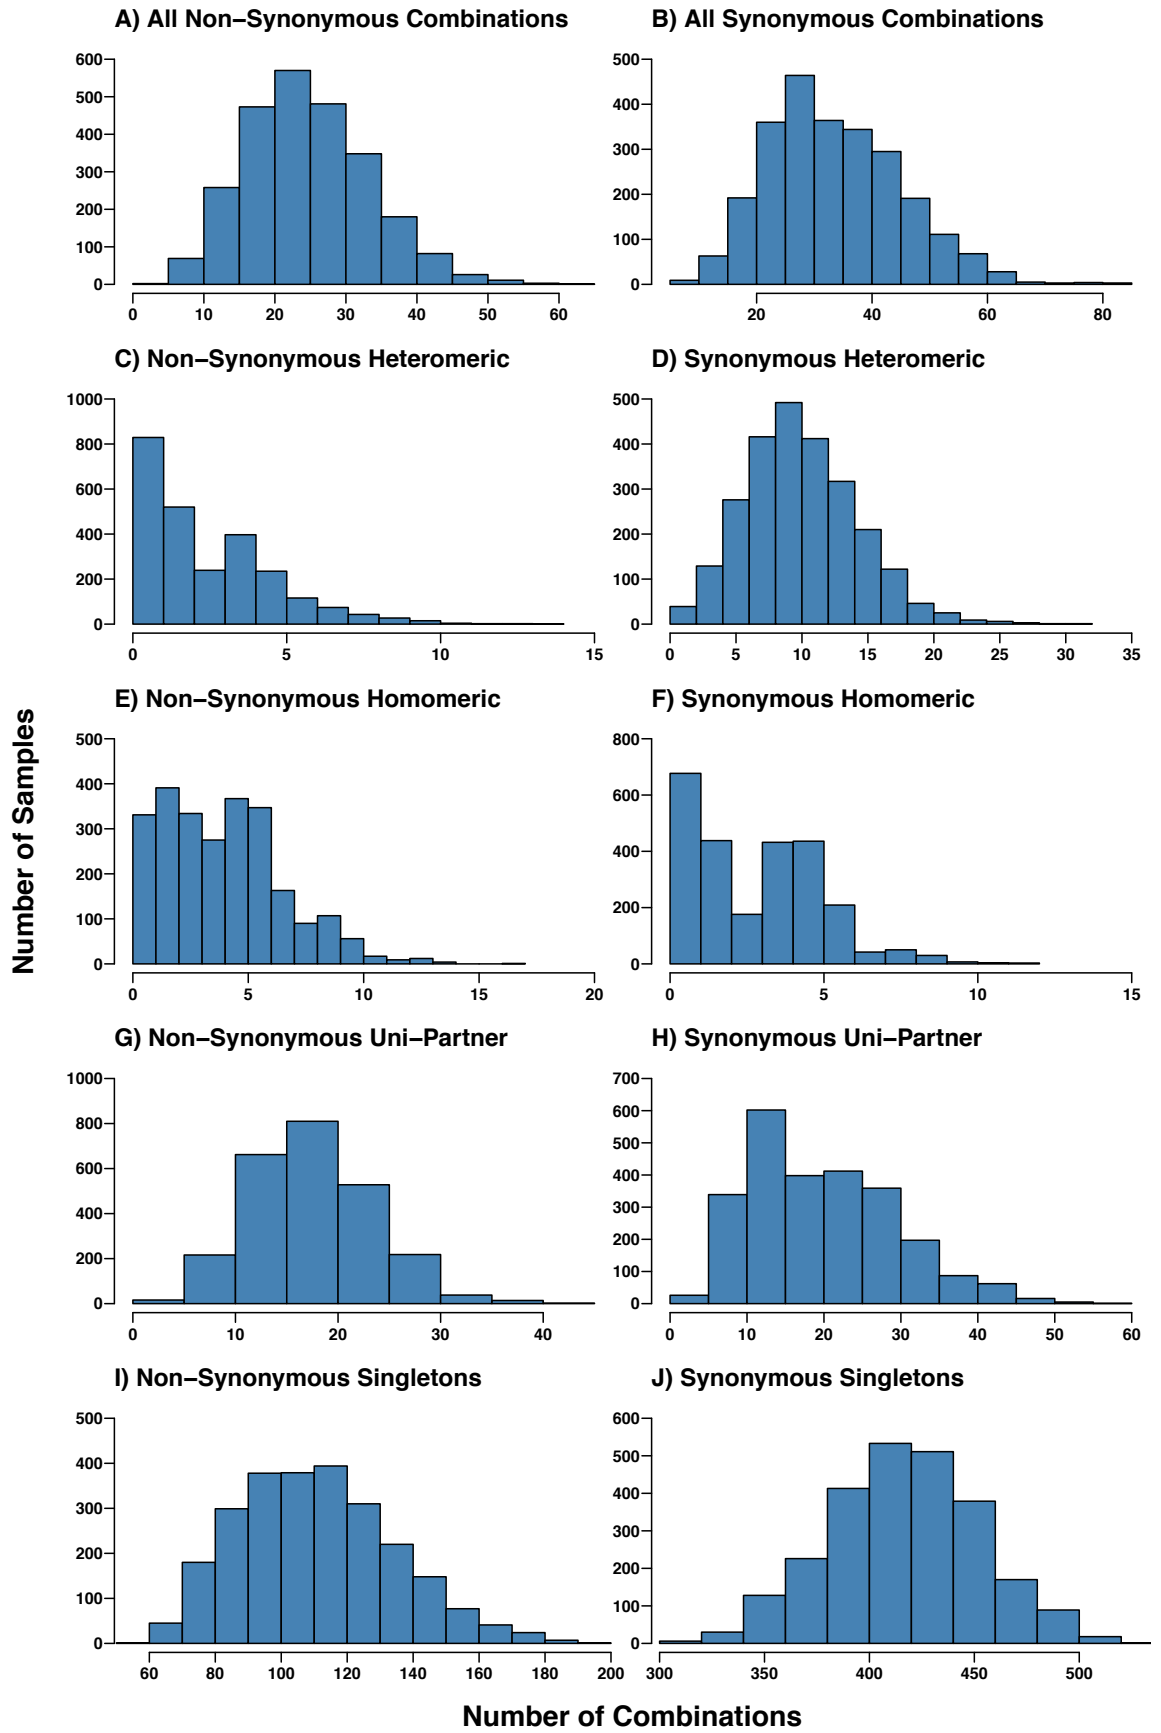 A) All Non−Synonymous Combinations
600
500
400
300
200
100
0
0 10 20 30 40 50 60
B) All Synonymous Combinations
500
400
300
200
100
0
20 40 60 80
C) Non−Synonymous Heteromeric
1000
800
600
400
200
0
0 5 10 15
D) Synonymous Heteromeric
500
400
300
200
100
0
0 5 10 15 20 25 30 35
E) Non−Synonymous Homomeric
500
400
300
200
100
0
0 5 10 15 20
F) Synonymous Homomeric
800
600
400
200
0
0 5 10 15
G) Non−Synonymous Uni−Partner
1000
800
600
400
200
0
0 10 20 30 40
H) Synonymous Uni−Partner
700
600
500
400
300
200
100
0
0 10 20 30 40 50 60
I) Non−Synonymous Singletons
500
400
300
200
100
0
60 80 100 120 140 160 180 200
J) Synonymous Singletons
600
500
400
300
200
100
0
300 350 400 450 500
Number of Samples
Number of Combinations